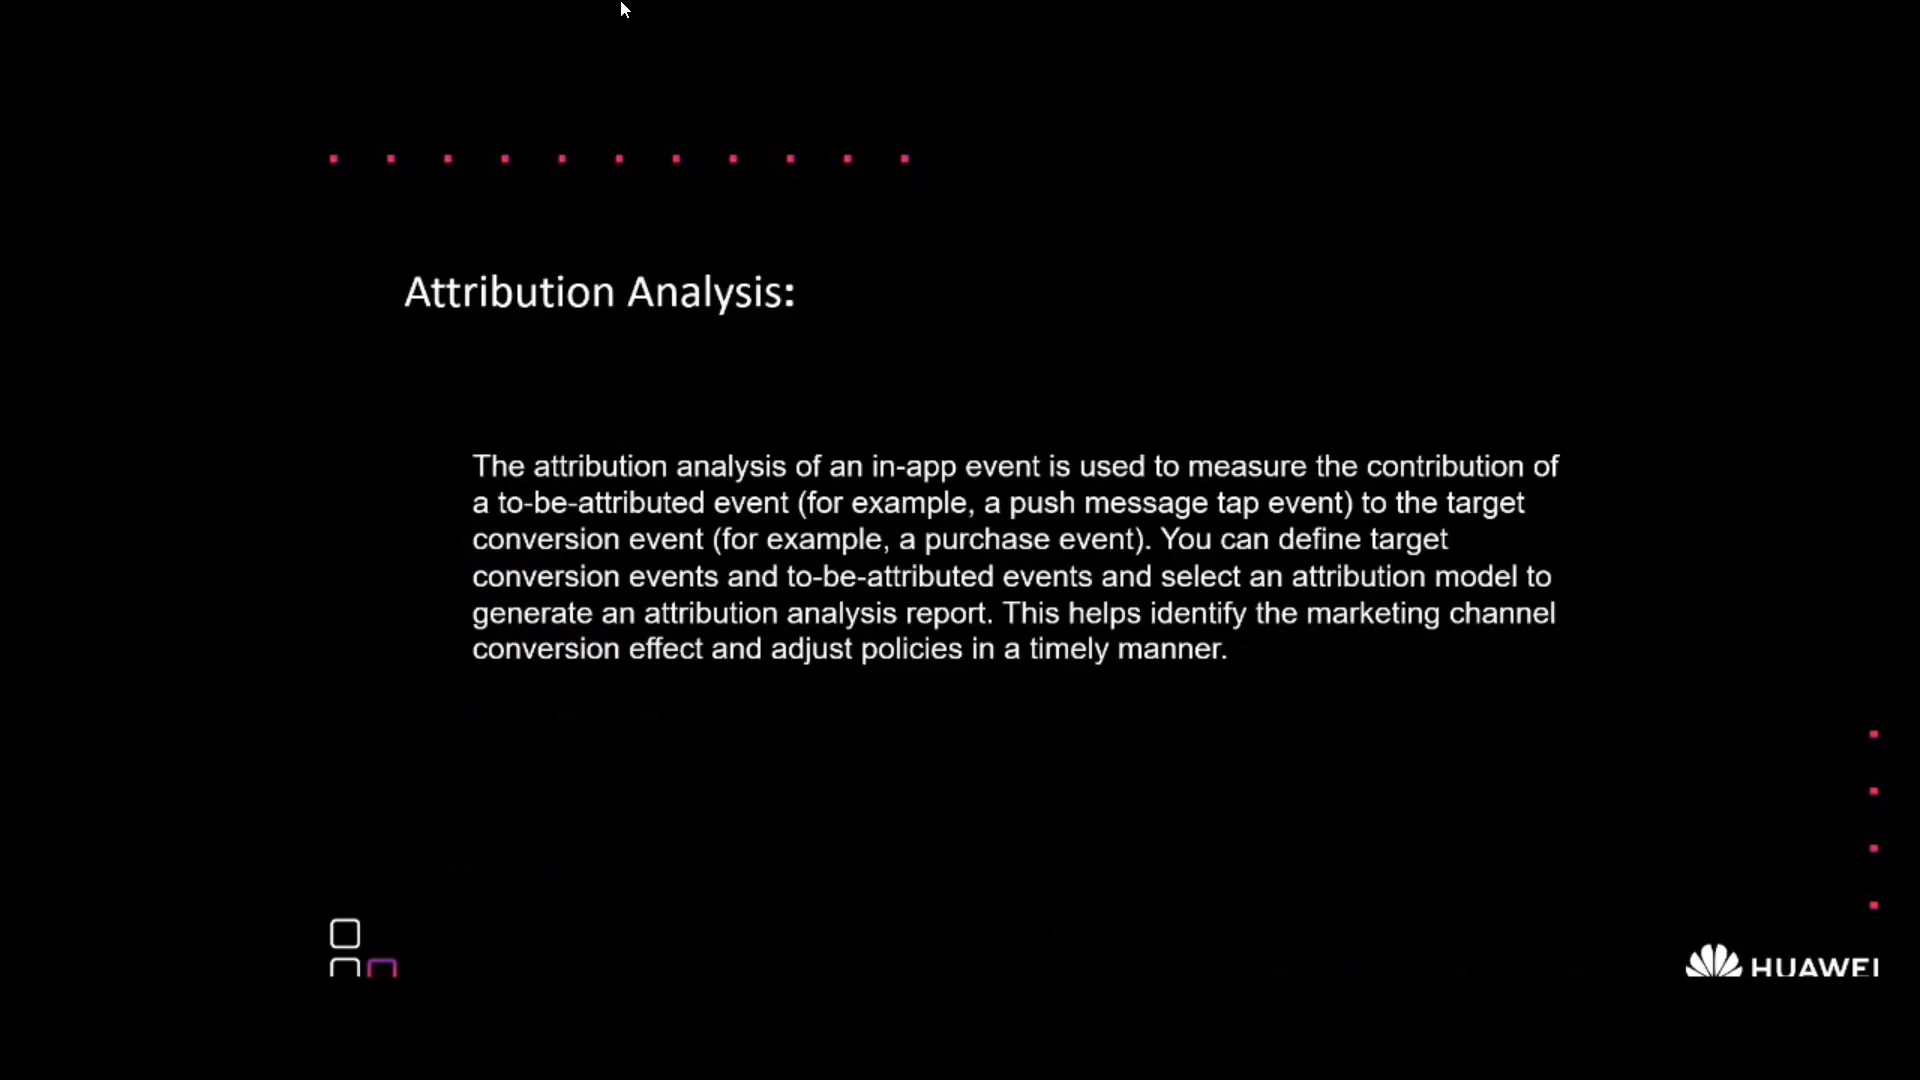 Attribution Analysis:
The attribution analysis of an in-app event is used to measure the contribution of
a to-be-attributed event (for example, a push message tap event) to the target
conversion event (for example, a purchase event). You can define target
conversion events and to-be-attributed events and select an attribution model to
generate an attribution analysis report. This helps identify the marketing channel
conversion effect and adjust policies in a timely manner.
HUAWEI